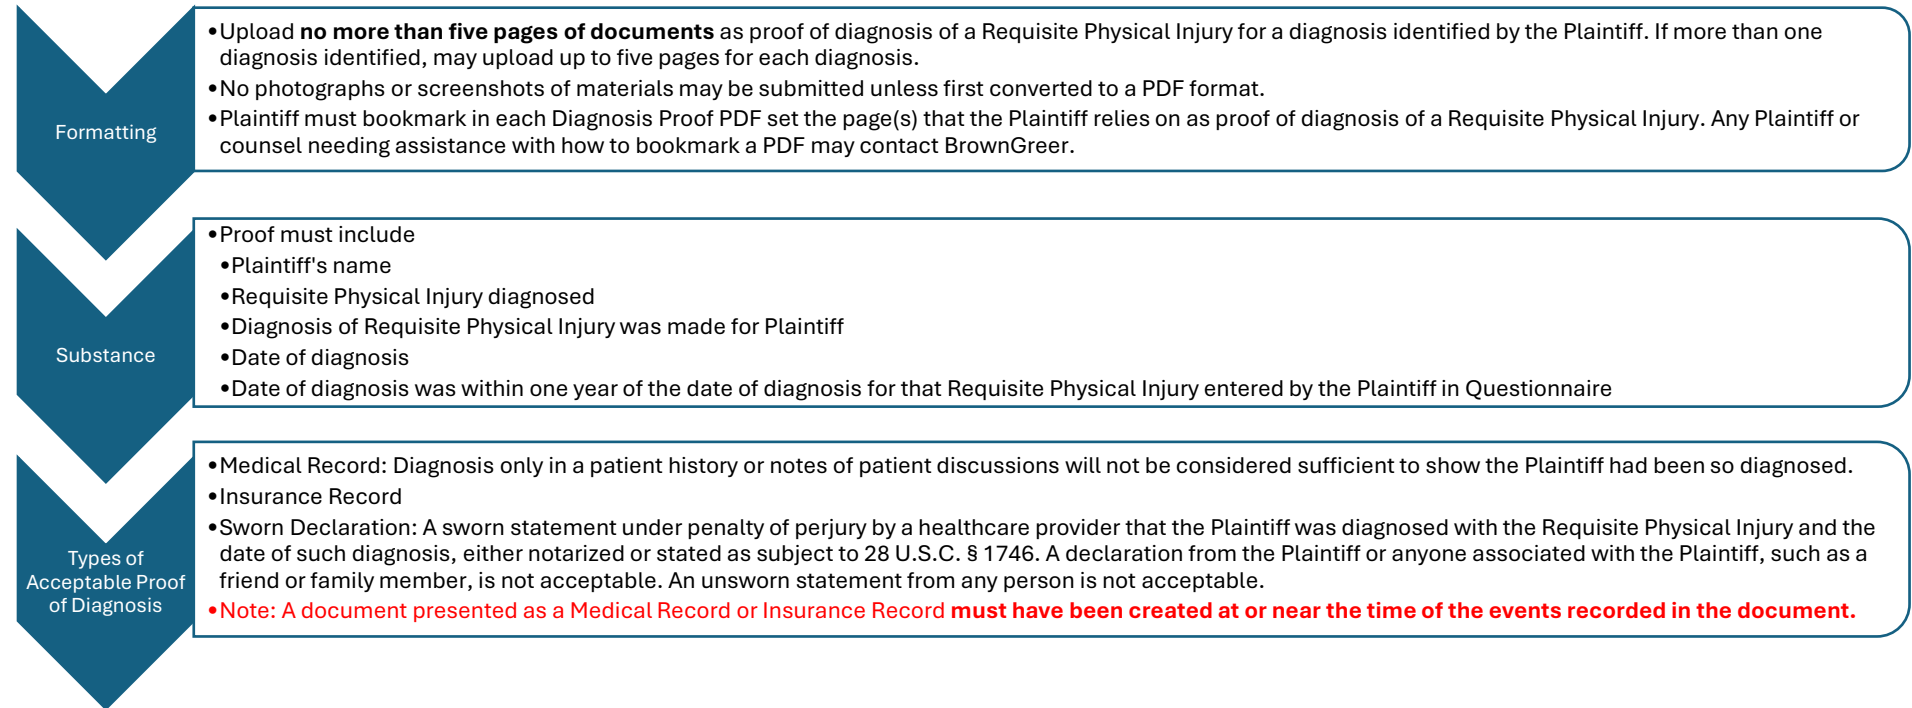 Formatting
•Upload no more than five pages of documents as proof of diagnosis of a Requisite Physical Injury for a diagnosis identified by the Plaintiff. If more than one
diagnosis identified, may upload up to five pages for each diagnosis.
•No photographs or screenshots of materials may be submitted unless first converted to a PDF format.
•Plaintiff must bookmark in each Diagnosis Proof PDF set the page(s) that the Plaintiff relies on as proof of diagnosis of a Requisite Physical Injury. Any Plaintiff or
counsel needing assistance with how to bookmark a PDF may contact BrownGreer.
Substance
•Proof must include
•Plaintiff's name
•Requisite Physical Injury diagnosed
•Diagnosis of Requisite Physical Injury was made for Plaintiff
•Date of diagnosis
•Date of diagnosis was within one year of the date of diagnosis for that Requisite Physical Injury entered by the Plaintiff in Questionnaire
Types of
Acceptable Proof
of Diagnosis
•Medical Record: Diagnosis only in a patient history or notes of patient discussions will not be considered sufficient to show the Plaintiff had been so diagnosed.
•Insurance Record
•Sworn Declaration: A sworn statement under penalty of perjury by a healthcare provider that the Plaintiff was diagnosed with the Requisite Physical Injury and the
date of such diagnosis, either notarized or stated as subject to 28 U.S.C. § 1746. A declaration from the Plaintiff or anyone associated with the Plaintiff, such as a
friend or family member, is not acceptable. An unsworn statement from any person is not acceptable.
•Note: A document presented as a Medical Record or Insurance Record must have been created at or near the time of the events recorded in the document.